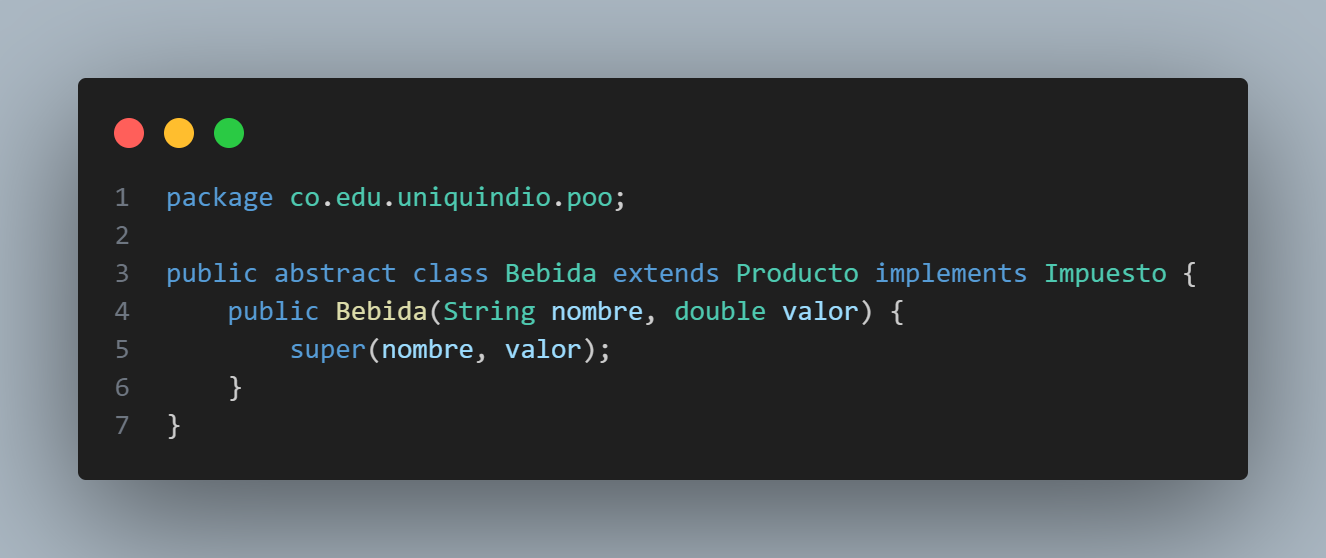 1 package co.edu.uniquindio.poo;
2
3 public abstract class Bebida extends Producto implements Impuesto {
4     public Bebida(String nombre, double valor) {
5         super(nombre, valor);
6     }
7 }